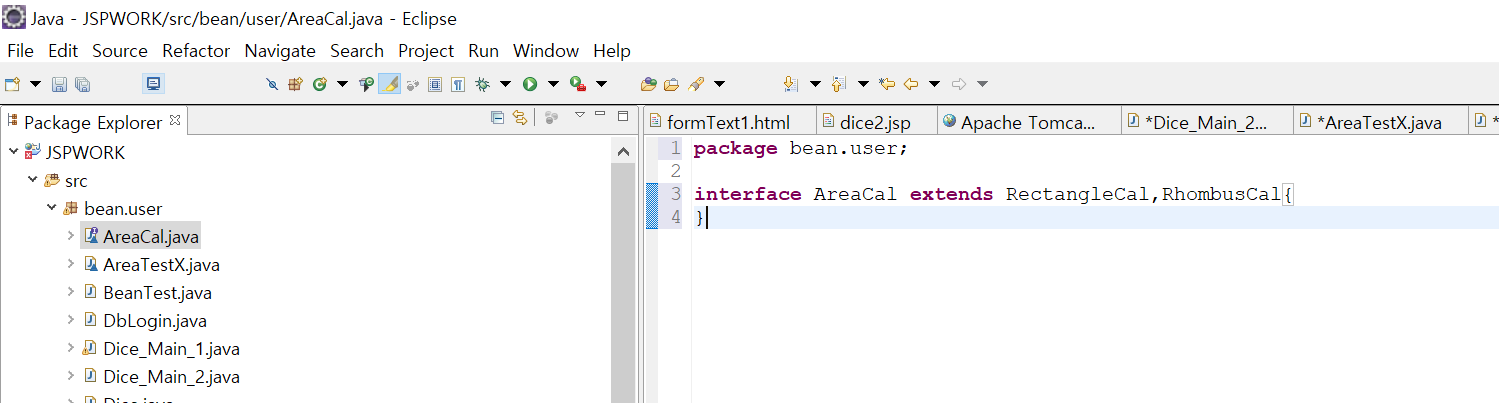 Java - JSPWORK/src/bean/user/AreaCal.java - Eclipse
File Edit Source Refactor Navigate Search Project Run Window Help
Package Explorer
JSPWORK
src
bean.user
AreaCal.java
AreaTestX.java
BeanTest.java
DbLogin.java
Dice_Main_1.java
Dice_Main_2.java
formText1.html dice2.jsp Apache Tomca... *Dice_Main_2... *AreaTestX.java *
1 package bean.user;
2
3 interface AreaCal extends RectangleCal,RhombusCal{
4 }